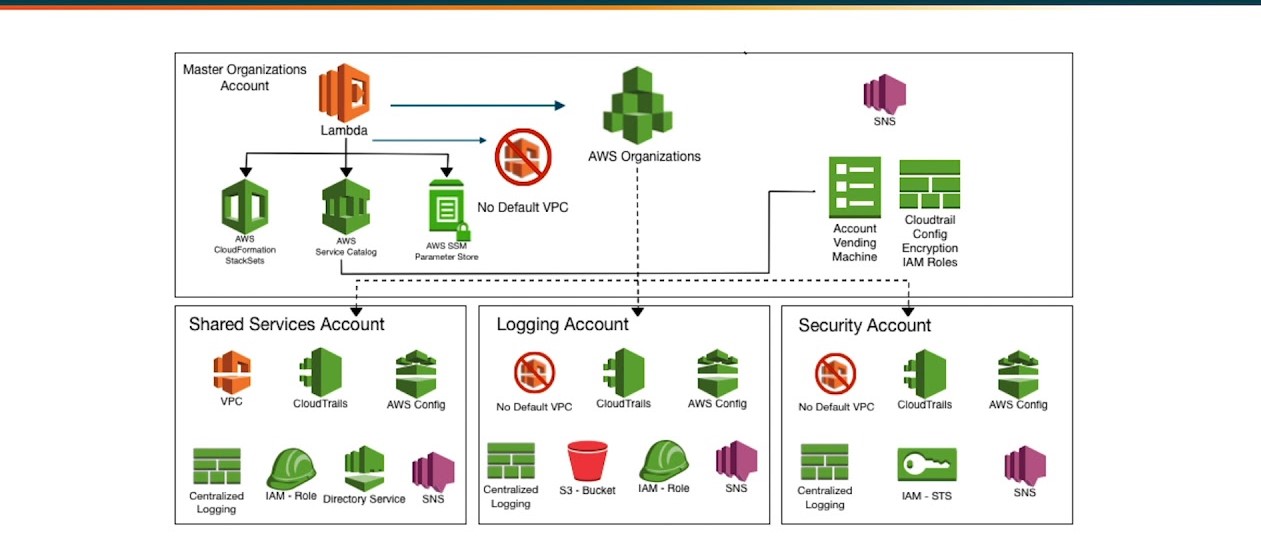 Master Organizations
Account
Lambda
AWS Organizations
SNS
No Default VPC
AWS
CloudFormation
StackSets
AWS
Service Catalog
AWS SSM
Parameter Store
Account
Vending
Machine
Cloudtrail
Config
Encryption
IAM Roles
Shared Services Account
VPC
CloudTrails
AWS Config
Centralized
Logging
IAM - Role
Directory Service
SNS
Logging Account
No Default VPC
CloudTrails
AWS Config
Centralized
Logging
S3 - Bucket
IAM - Role
SNS
Security Account
No Default VPC
CloudTrails
AWS Config
Centralized
Logging
IAM - STS
SNS